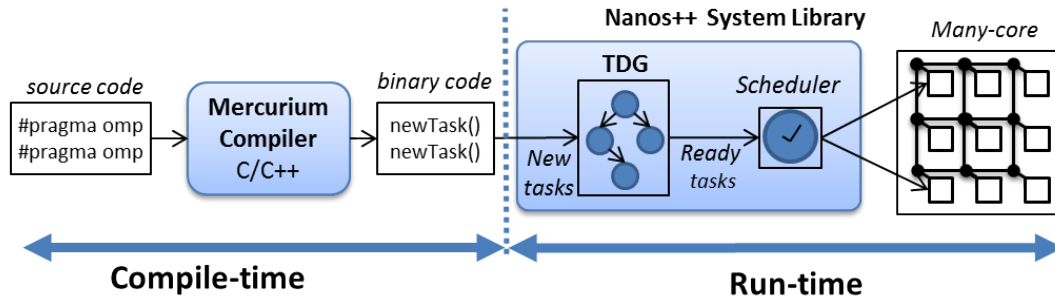 Nanos++ System Library
Many-core
source code
binary code
TDG
Scheduler
#pragma omp
#pragma omp
Mercurium
Compiler
C/C++
newTask()
newTask()
New
tasks
Ready
tasks
Compile-time
Run-time